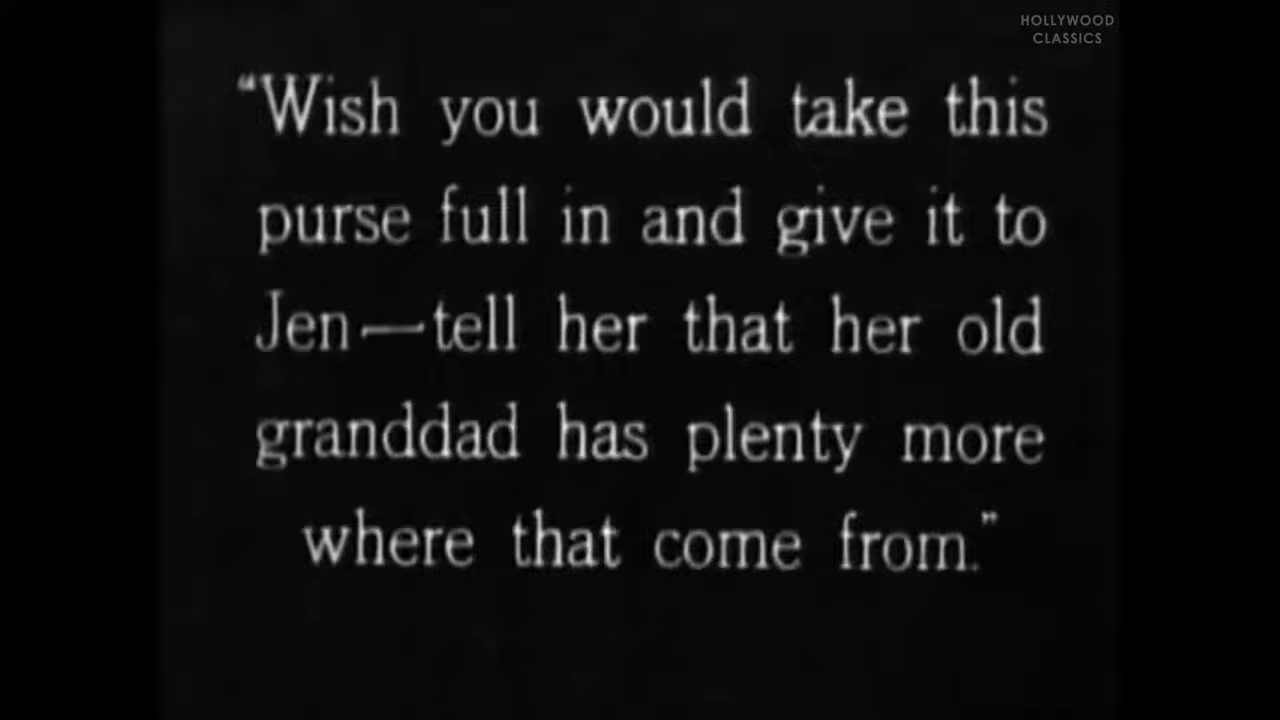 HOLLYWOOD
CLASSICS
“Wish you would take this
purse full in and give it to
Jen—tell her that her old
granddad has plenty more
where that come from.”